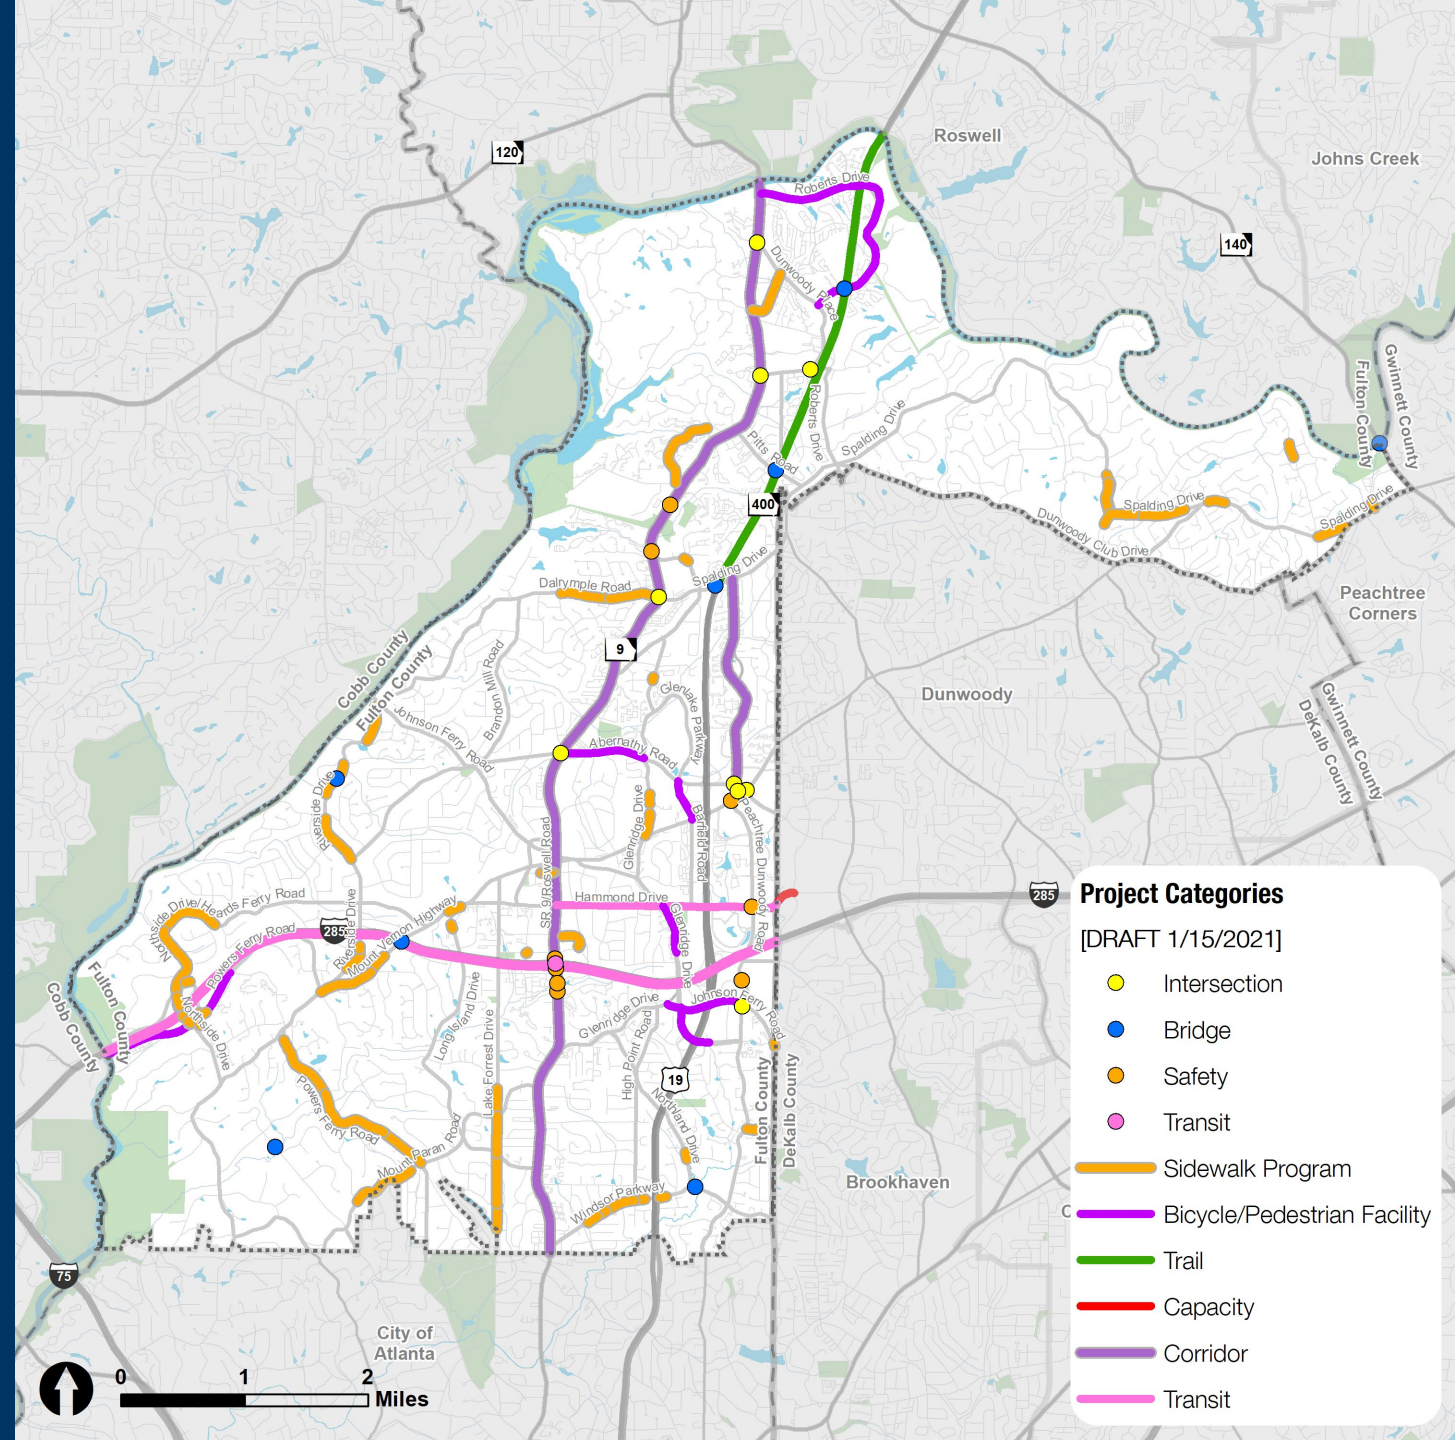 Roswell
Johns Creek
120
140
Roberts Drive
Dunwoody Place
Gwinnett County
Fulton County
Roberts Drive
Spalding Drive
Pitts Road
400
Spalding Drive
Spalding Drive
Dunwoody Club Drive
Spalding Drive
Dalrymple Road
Peachtree
Corners
9
Cobb County
Fulton County
Brandon Mill Road
Dunwoody
Glenlake Parkway
Gwinnett County
DeKalb County
Johnson Ferry Road
Abernathy Road
Riverside Drive
Glenridge Drive
Barfield Road
Peachtree Dunwoody Road
SR 9/Roswell Road
Hammond Drive
285
Northside Drive/Heards Ferry Road
Powers Ferry Road
285
Riverside Drive
Mount Vernon Highway
Glenridge Drive
Fulton County
Cobb County
Northside Drive
Long Island Drive
Lake Forrest Drive
Glenridge Drive
Johnson Ferry Road
High Point Road
19
Northland Drive
Fulton County
DeKalb County
Powers Ferry Road
Mount Paran Road
Windsor Parkway
Brookhaven
75
City of
Atlanta
0 1 2
Miles
Project Categories
[DRAFT 1/15/2021]
Intersection
Bridge
Safety
Transit
Sidewalk Program
Bicycle/Pedestrian Facility
Trail
Capacity
Corridor
Transit